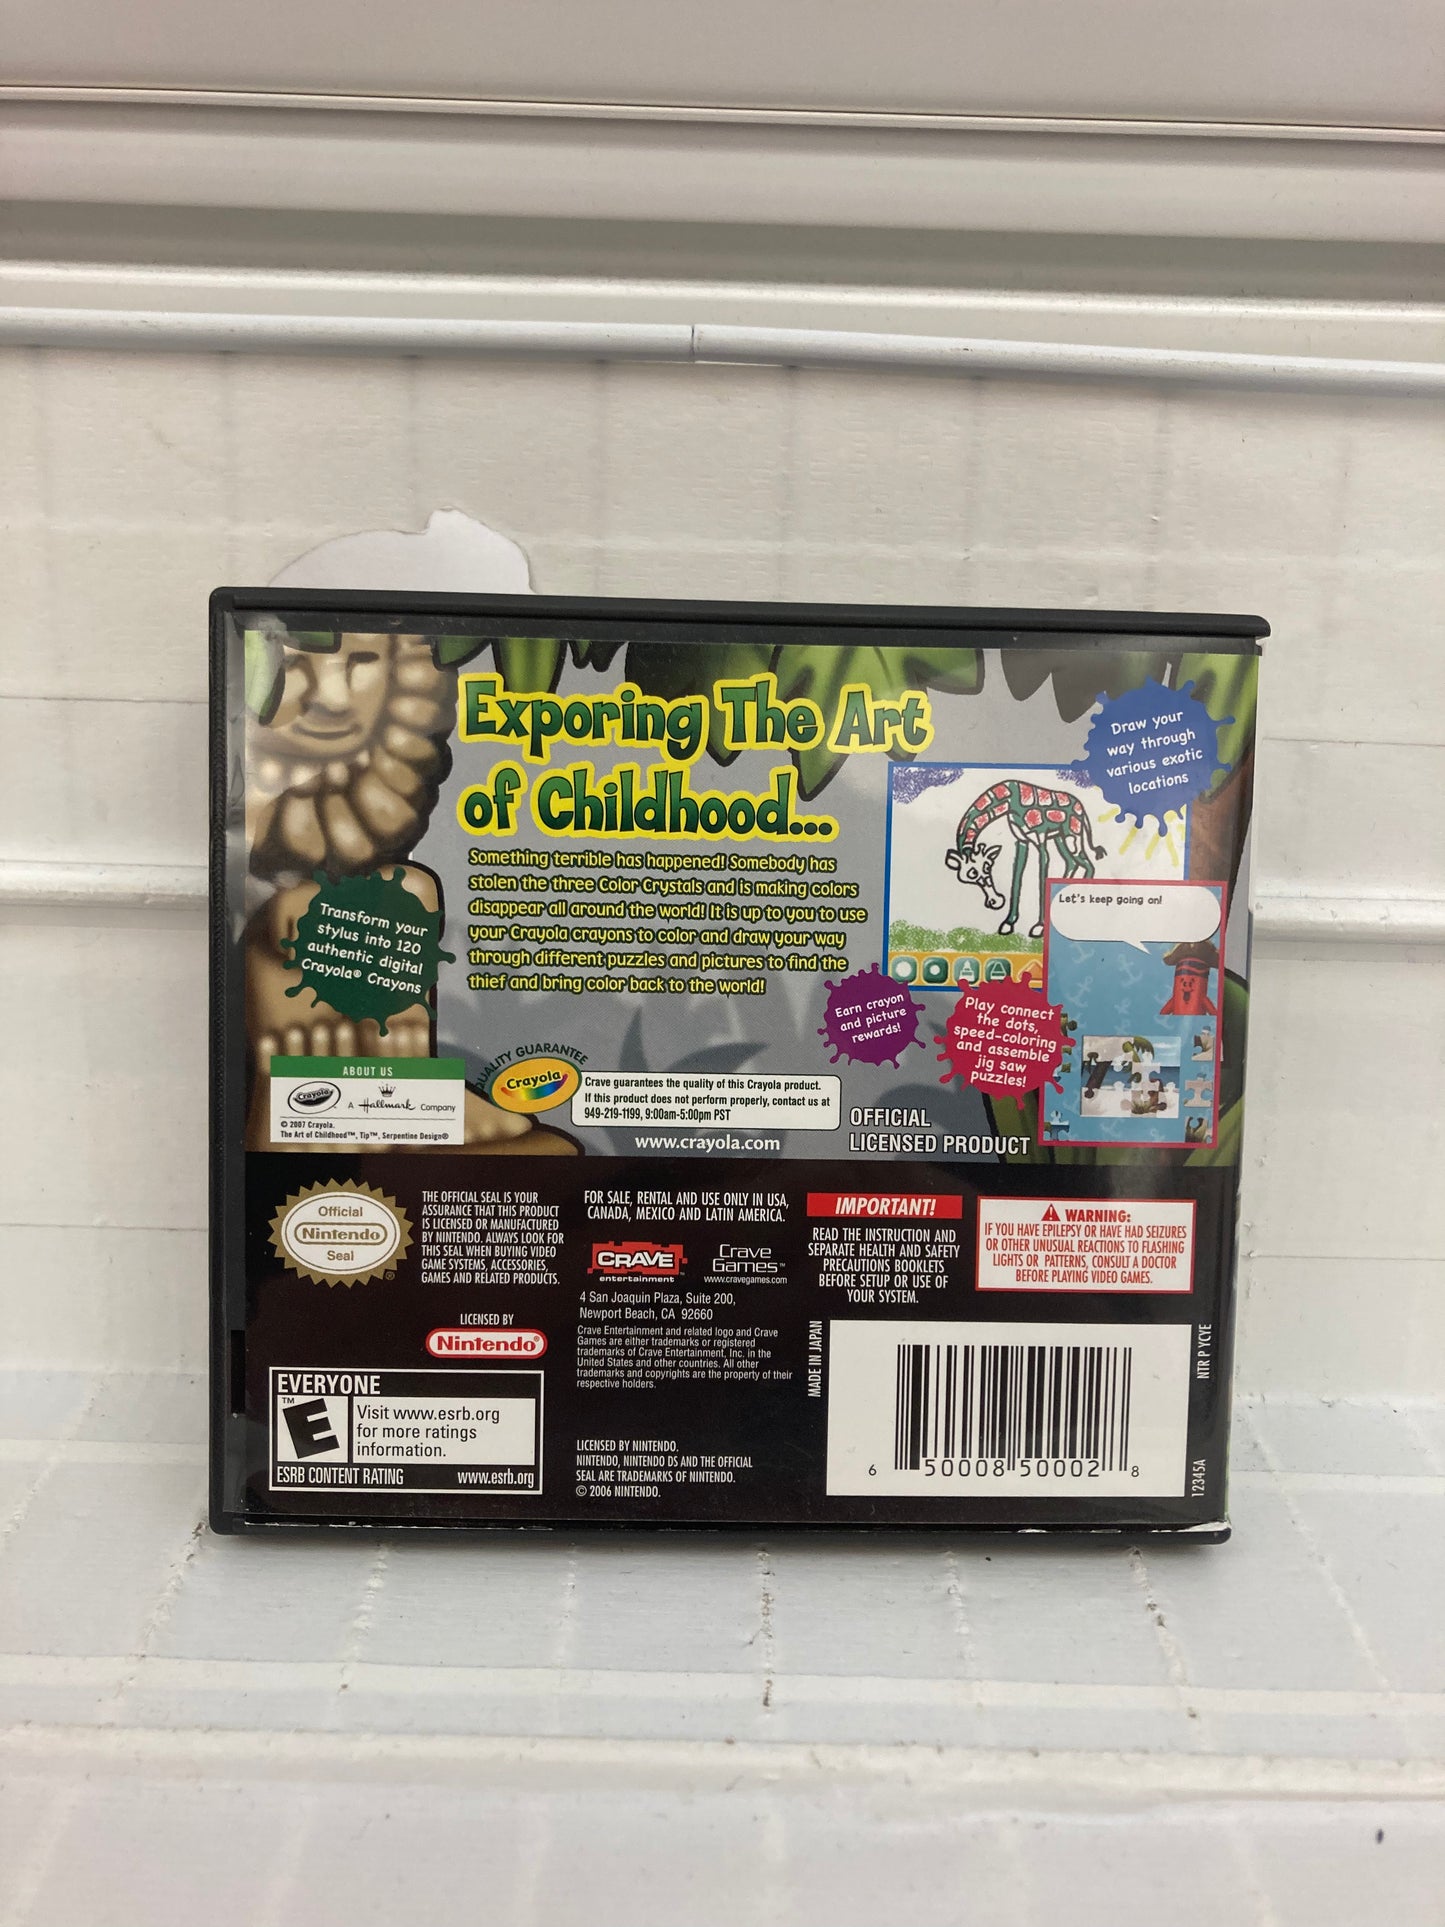 Exporing The Art
of Childhood...
Something terrible has happened! Somebody has
stolen the three Color Crystals and is making colors
disappear all around the world! It is up to you to use
your Crayola crayons to color and draw your way
through different puzzles and pictures to find the
thief and bring color back to the world!
Draw your
way through
various exotic
locations
Transform your
stylus into 120
authentic digital
Crayola® Crayons
Let's keep going on!
Earn crayon
and picture
rewards!
Play connect
the dots,
speed-coloring
and assemble
jig saw
puzzles!
ABOUT US
Crayola
A Hallmark Company
© 2007 Crayola.
The Art of Childhood™, Tip™, Serpentine Design®
QUALITY GUARANTEE
Crayola
Crave guarantees the quality of this Crayola product.
If this product does not perform properly, contact us at
949-219-1199, 9:00am-5:00pm PST
www.crayola.com
OFFICIAL
LICENSED PRODUCT
Official
Nintendo
Seal
THE OFFICIAL SEAL IS YOUR
ASSURANCE THAT THIS PRODUCT
IS LICENSED OR MANUFACTURED
BY NINTENDO. ALWAYS LOOK FOR
THIS SEAL WHEN BUYING VIDEO
GAME SYSTEMS, ACCESSORIES,
GAMES AND RELATED PRODUCTS.
LICENSED BY
Nintendo®
EVERYONE
E
TM
Visit www.esrb.org
for more ratings
information.
ESRB CONTENT RATING www.esrb.org
FOR SALE, RENTAL AND USE ONLY IN USA,
CANADA, MEXICO AND LATIN AMERICA.
CRAVE
entertainment
Crave
Games™
www.cravegames.com
4 San Joaquin Plaza, Suite 200,
Newport Beach, CA 92660
Crave Entertainment and related logo and Crave
Games are either trademarks or registered
trademarks of Crave Entertainment, Inc. in the
United States and other countries. All other
trademarks and copyrights are the property of their
respective holders.
LICENSED BY NINTENDO.
NINTENDO, NINTENDO DS AND THE OFFICIAL
SEAL ARE TRADEMARKS OF NINTENDO.
© 2006 NINTENDO.
IMPORTANT!
READ THE INSTRUCTION AND
SEPARATE HEALTH AND SAFETY
PRECAUTIONS BOOKLETS
BEFORE SETUP OR USE OF
YOUR SYSTEM.
WARNING:
IF YOU HAVE EPILEPSY OR HAVE HAD SEIZURES
OR OTHER UNUSUAL REACTIONS TO FLASHING
LIGHTS OR PATTERNS, CONSULT A DOCTOR
BEFORE PLAYING VIDEO GAMES.
MADE IN JAPAN
6 50008 50002 8
NTR P YCYE
12345A